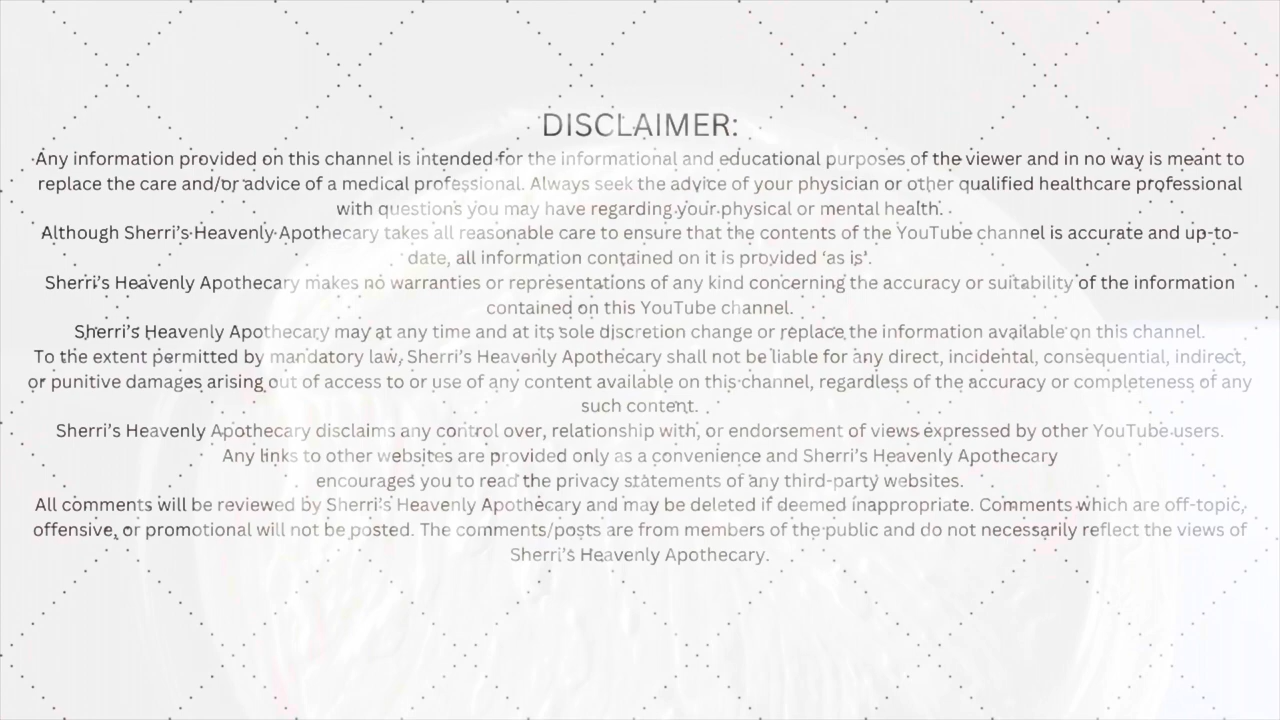 DISCLAIMER:
Any information provided on this channel is intended for the informational and educational purposes of the viewer and in no way is meant to
replace the care and/or advice of a medical professional. Always seek the advice of your physician or other qualified healthcare professional
with questions you may have regarding your physical or mental health.
Although Sherri's Heavenly Apothecary takes all reasonable care to ensure that the contents of the YouTube channel is accurate and up-to-
date, all information contained on it is provided 'as is'.
Sherri's Heavenly Apothecary makes no warranties or representations of any kind concerning the accuracy or suitability of the information
contained on this YouTube channel.
Sherri's Heavenly Apothecary may at any time and at its sole discretion change or replace the information available on this channel.
To the extent permitted by mandatory law, Sherri's Heavenly Apothecary shall not be liable for any direct, incidental, consequential, indirect,
or punitive damages arising out of access to or use of any content available on this channel, regardless of the accuracy or completeness of any
such content.
Sherri's Heavenly Apothecary disclaims any control over, relationship with, or endorsement of views expressed by other YouTube users.
Any links to other websites are provided only as a convenience and Sherri's Heavenly Apothecary
encourages you to read the privacy statements of any third-party websites.
All comments will be reviewed by Sherri's Heavenly Apothecary and may be deleted if deemed inappropriate. Comments which are off-topic,
offensive, or promotional will not be posted. The comments/posts are from members of the public and do not necessarily reflect the views of
Sherri's Heavenly Apothecary.